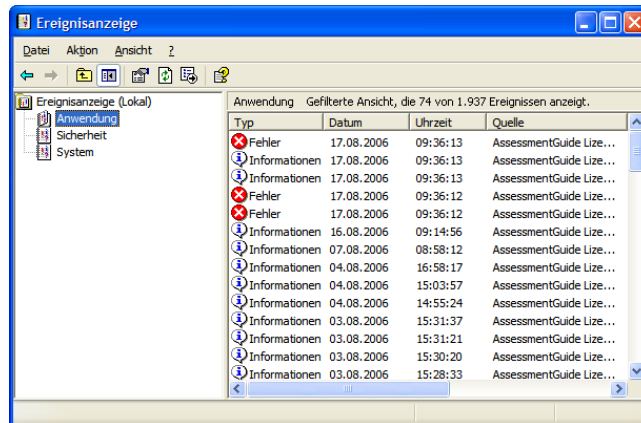 Ereignisanzeige
Datei Aktion Ansicht ?
Ereignisanzeige (Lokal)
Anwendung
Sicherheit
System
Anwendung Gefilterte Ansicht, die 74 von 1.937 Ereignissen anzeigt.
Typ Datum Uhrzeit Quelle
Fehler 17.08.2006 09:36:13 AssessmentGuide Lize...
Informationen 17.08.2006 09:36:13 AssessmentGuide Lize...
Informationen 17.08.2006 09:36:13 AssessmentGuide Lize...
Fehler 17.08.2006 09:36:12 AssessmentGuide Lize...
Fehler 17.08.2006 09:36:12 AssessmentGuide Lize...
Informationen 16.08.2006 09:14:56 AssessmentGuide Lize...
Informationen 07.08.2006 08:58:12 AssessmentGuide Lize...
Informationen 04.08.2006 16:58:17 AssessmentGuide Lize...
Informationen 04.08.2006 15:03:57 AssessmentGuide Lize...
Informationen 04.08.2006 14:55:24 AssessmentGuide Lize...
Informationen 03.08.2006 15:31:37 AssessmentGuide Lize...
Informationen 03.08.2006 15:31:21 AssessmentGuide Lize...
Informationen 03.08.2006 15:30:20 AssessmentGuide Lize...
Informationen 03.08.2006 15:28:33 AssessmentGuide Lize...